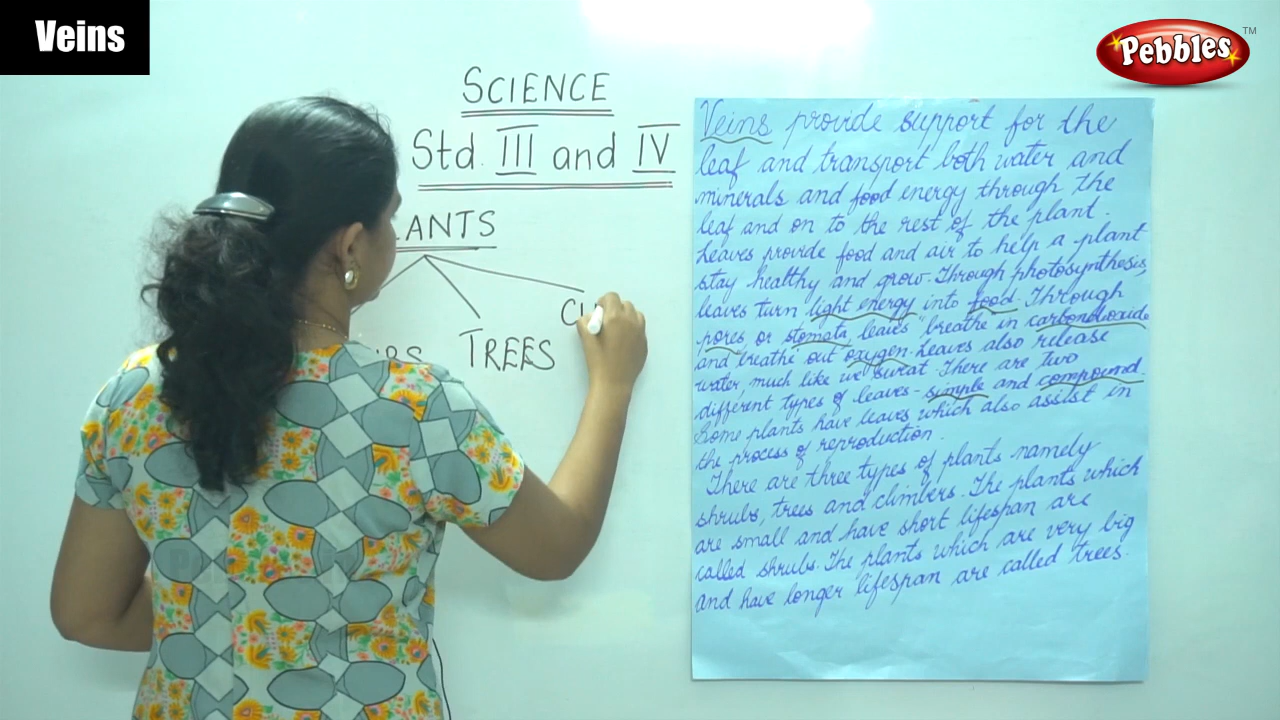 Veins
Pebbles
TM
SCIENCE
Std. III and IV
LANTS
TREES
Veins provide support for the
leaf and transport both water and
minerals and food energy through the
leaf and on to the rest of the plant.
Leaves provide food and air to help a plant
stay healthy and grow. Through photosynthesis,
leaves turn light energy into food. Through
pores or stomata leaves "breathe in carbondioxide
and breathe out oxygen. Leaves also release
water, much like we sweat. There are two
different types of leaves - simple and compound.
Some plants have leaves which also assist in
the process of reproduction.
There are three types of plants namely
shrubs, trees and climbers. The plants which
are small and have short lifespan are
called shrubs. The plants which are very big
and have longer lifespan are called trees.